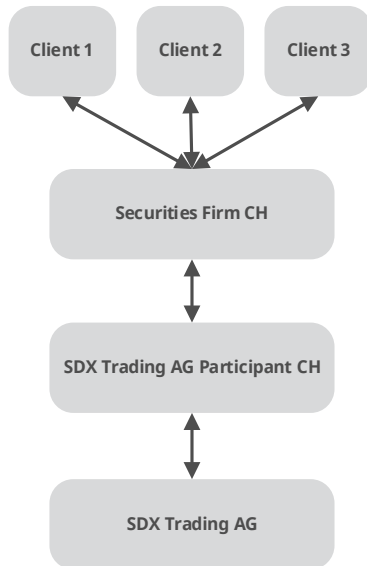 Client 1
Client 2
Client 3
Securities Firm CH
SDX Trading AG Participant CH
SDX Trading AG